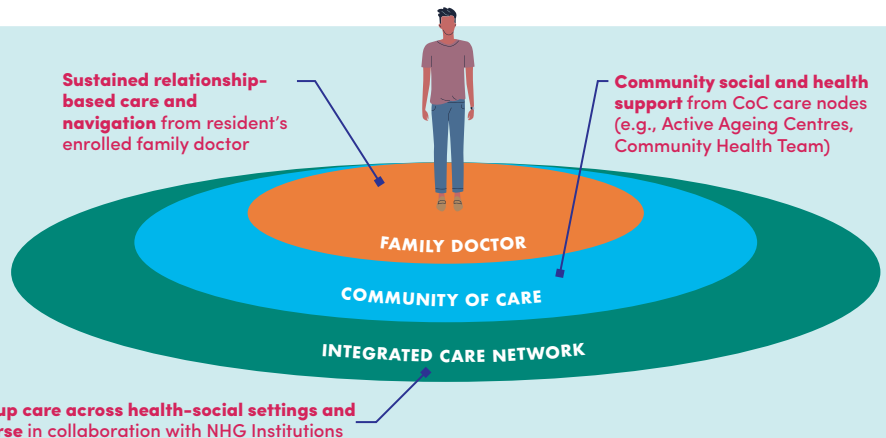 Sustained relationship-
based care and
navigation from resident's
enrolled family doctor
Community social and health
support from CoC care nodes
(e.g., Active Ageing Centres,
Community Health Team)
FAMILY DOCTOR
COMMUNITY OF CARE
INTEGRATED CARE NETWORK
up care across health-social settings and
in collaboration with NHG Institutions